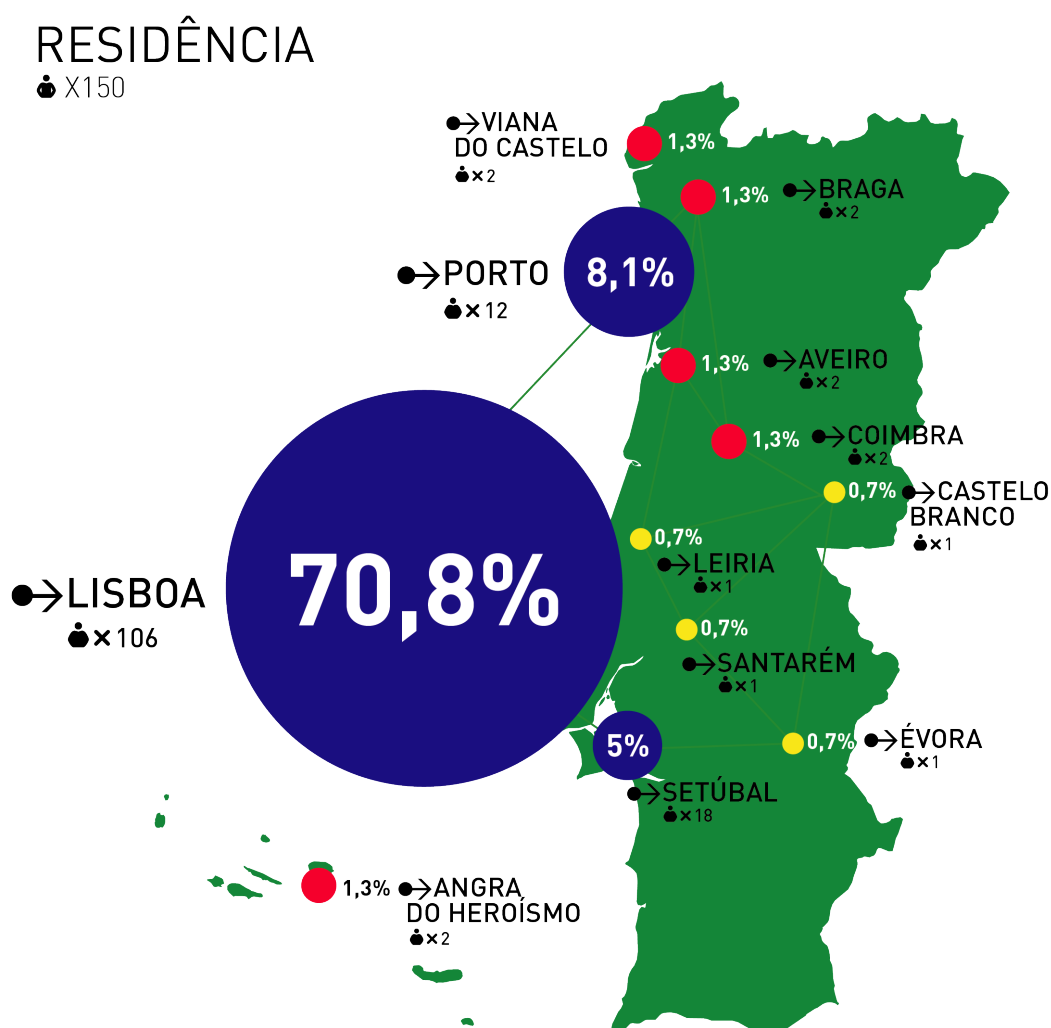 RESIDÊNCIA
X150
VIANA
DO CASTELO
×2
1,3%
1,3%
BRAGA
×2
PORTO
×12
8,1%
1,3%
AVEIRO
×2
1,3%
COIMBRA
×2
0,7%
CASTELO
BRANCO
×1
0,7%
LEIRIA
×1
LISBOA
×106
70,8%
0,7%
SANTARÉM
×1
5%
SETÚBAL
×18
0,7%
ÉVORA
×1
1,3%
ANGRA
DO HEROÍSMO
×2